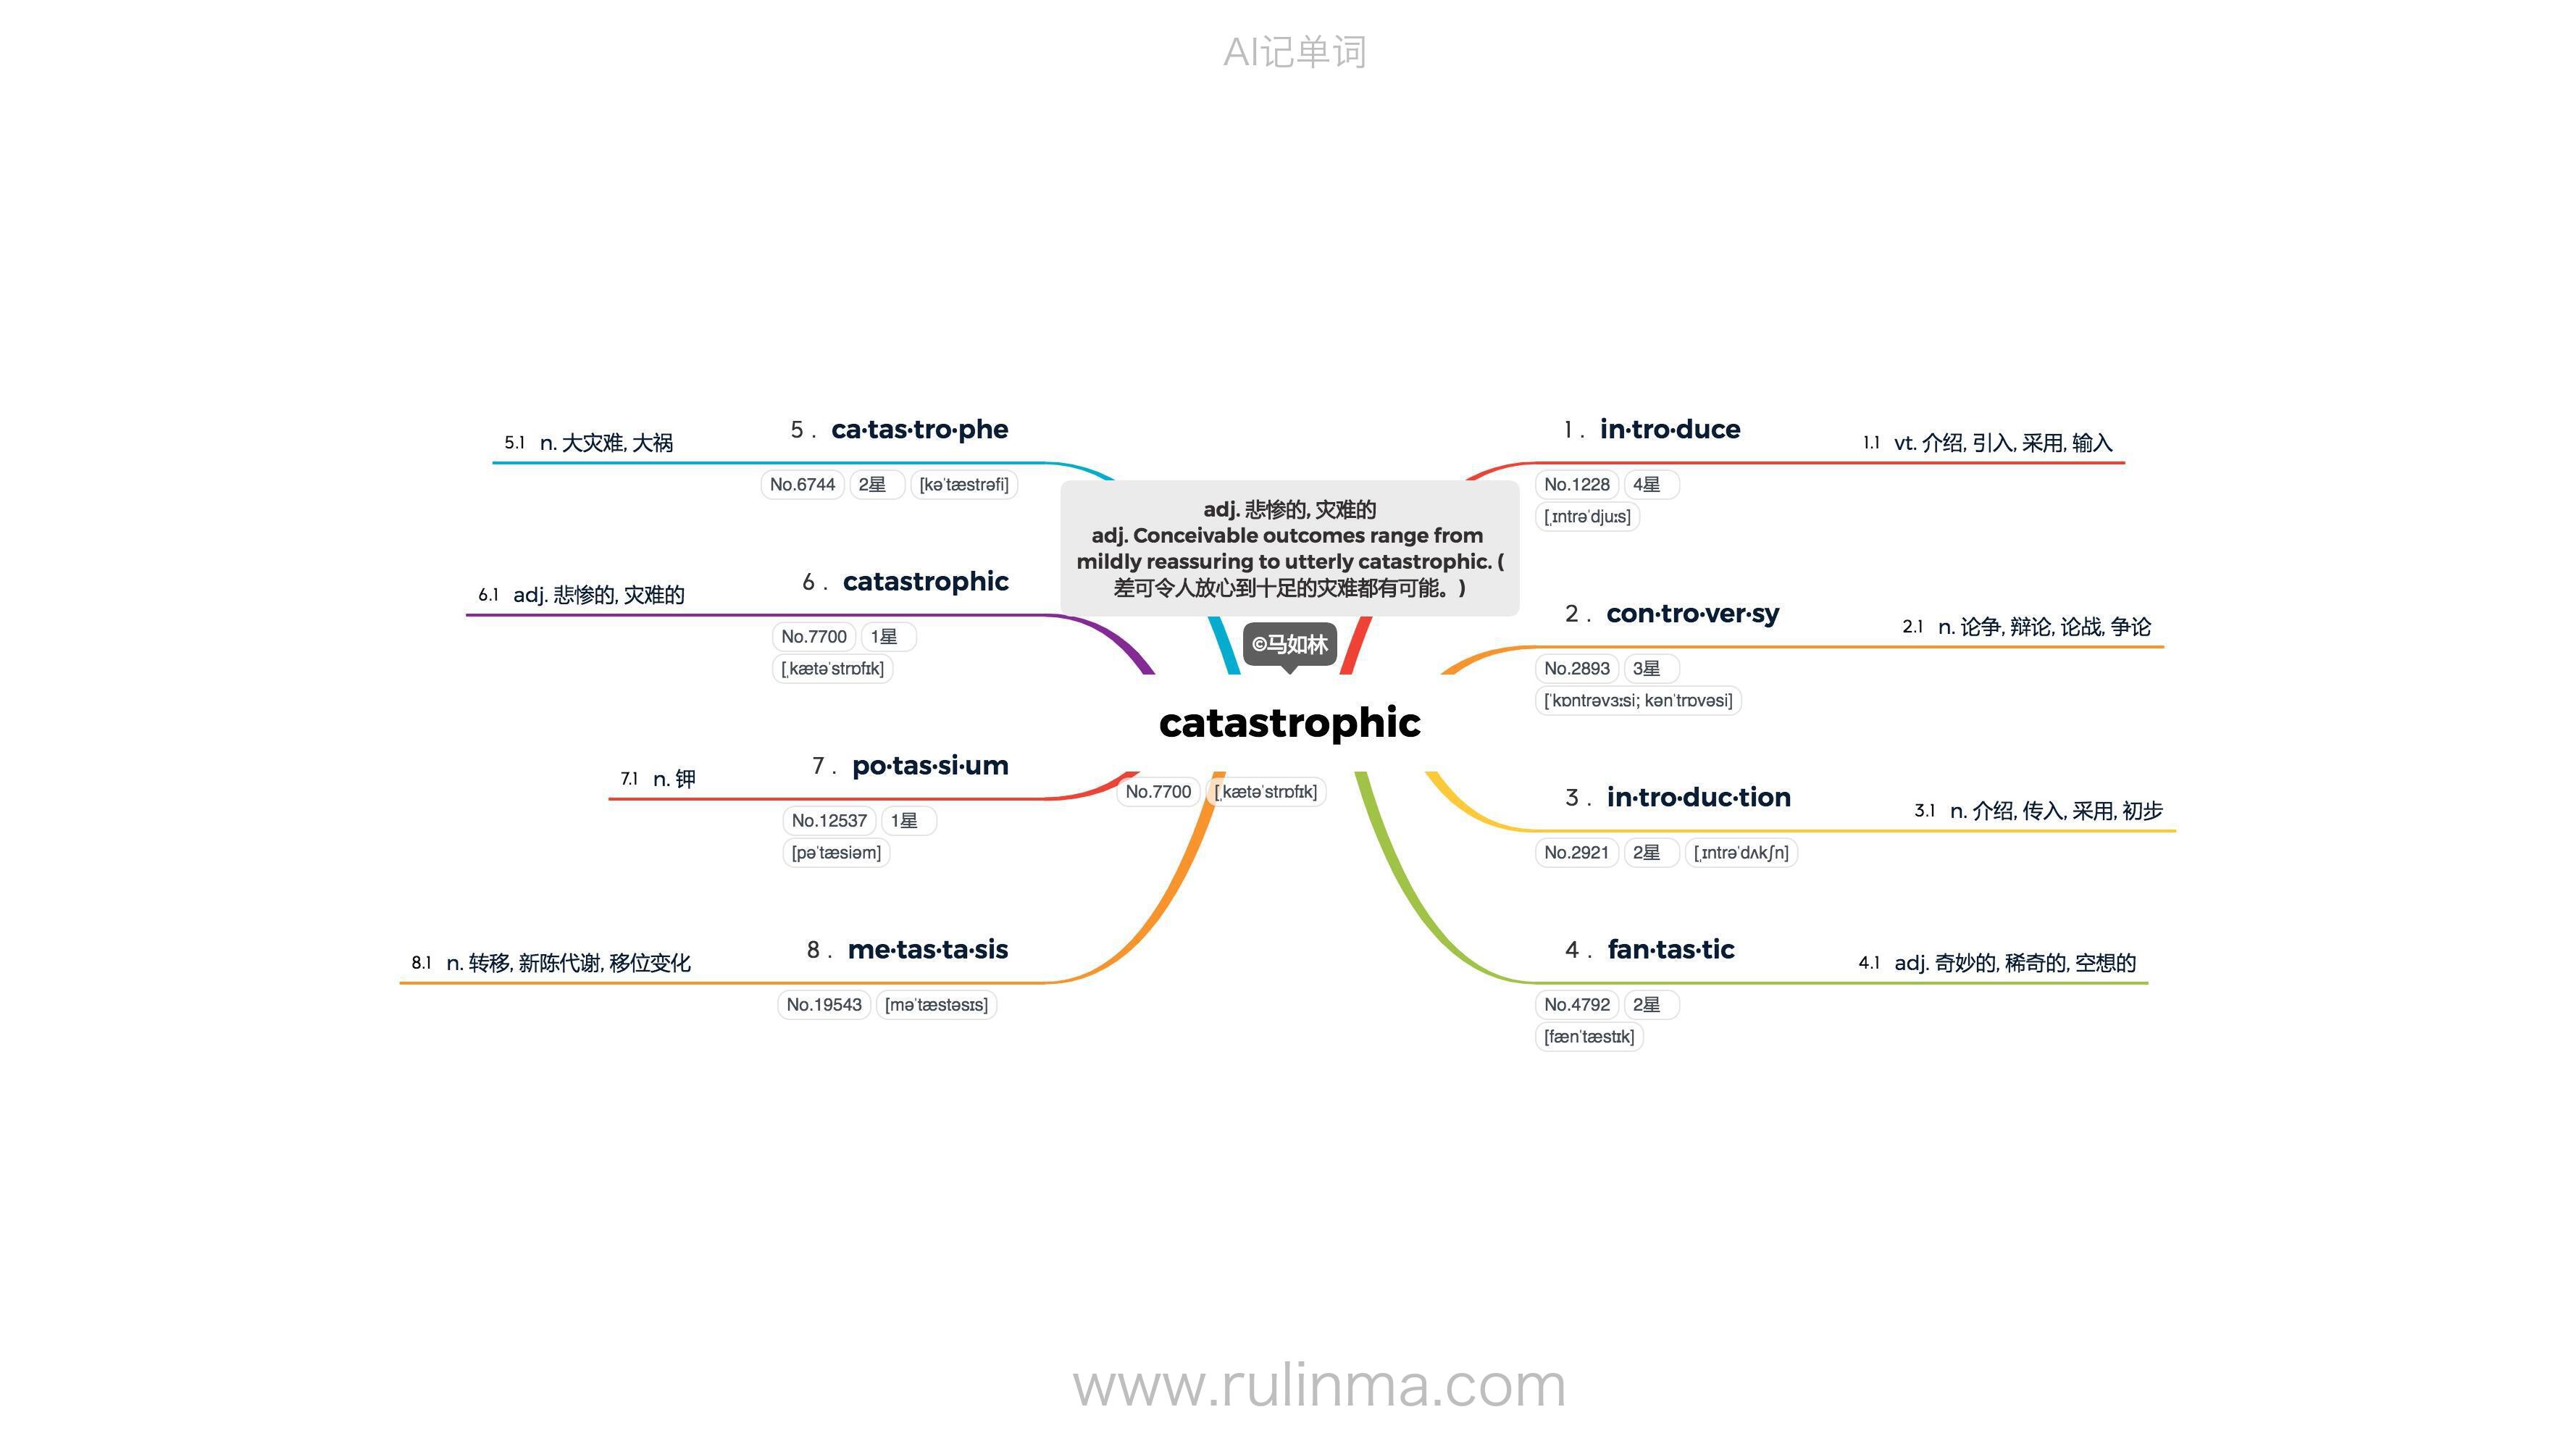 AI记单词
5 . ca·tas·tro·phe
5.1 n. 大灾难, 大祸
No.6744 2星 [kəˈtæstrəfi]
6 . catastrophic
6.1 adj. 悲惨的, 灾难的
No.7700 1星
[ˌkætəˈstrɒfɪk]
7 . po·tas·si·um
7.1 n. 钾
No.12537 1星
[pəˈtæsiəm]
8 . me·tas·ta·sis
8.1 n. 转移, 新陈代谢, 移位变化
No.19543 [məˈtæstəsɪs]
adj. 悲惨的, 灾难的
adj. Conceivable outcomes range from
mildly reassuring to utterly catastrophic. (
差可令人放心到十足的灾难都有可能。)
©马如林
catastrophic
No.7700 [ˌkætəˈstrɒfɪk]
1 . in·tro·duce
1.1 vt. 介绍, 引入, 采用, 输入
No.1228 4星
[ˌɪntrəˈdjuːs]
2 . con·tro·ver·sy
2.1 n. 论争, 辩论, 论战, 争论
No.2893 3星
[ˈkɒntrəvɜːsi; kənˈtrɒvəsi]
3 . in·tro·duc·tion
3.1 n. 介绍, 传入, 采用, 初步
No.2921 2星 [ˌɪntrəˈdʌkʃn]
4 . fan·tas·tic
4.1 adj. 奇妙的, 稀奇的, 空想的
No.4792 2星
[fænˈtæstɪk]
www.rulinma.com